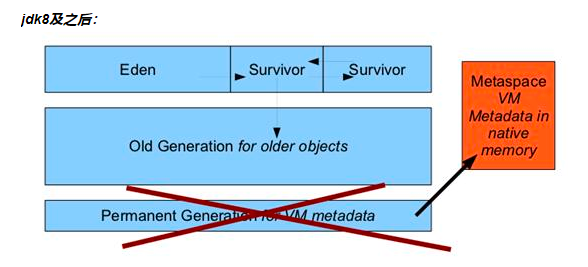 jdk8及之后：
Eden
Survivor
Survivor
Old Generation for older objects
Permanent Generation for VM metadata
Metaspace
VM
Metadata in
native
memory